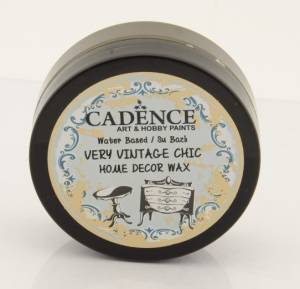 CADENCE
ART & HOBBY PAINTS
Water Based / Su Bazlı
VERY VINTAGE CHIC
HOME DECOR WAX